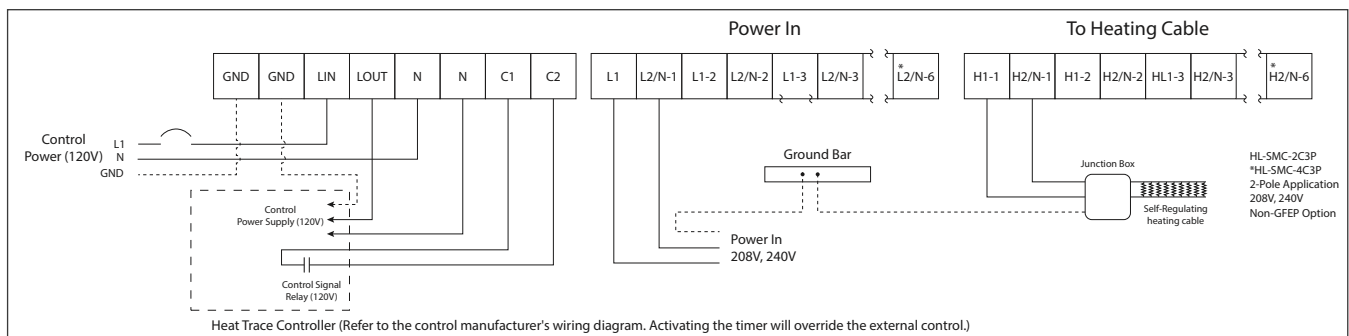 Power In
To Heating Cable
GND GND LIN LOUT N N C1 C2
L1 L2/N-1 L1-2 L2/N-2 L1-3 L2/N-3 *L2/N-6
H1-1 H2/N-1 H1-2 H2/N-2 HL1-3 H2/N-3 *H2/N-6
Control
Power (120V)
L1
N
GND
Control
Power Supply (120V)
Control Signal
Relay (120V)
Ground Bar
Power In
208V, 240V
Junction Box
Self-Regulating
heating cable
HL-SMC-2C3P
*HL-SMC-4C3P
2-Pole Application
208V, 240V
Non-GFEP Option
Heat Trace Controller (Refer to the control manufacturer's wiring diagram. Activating the timer will override the external control.)